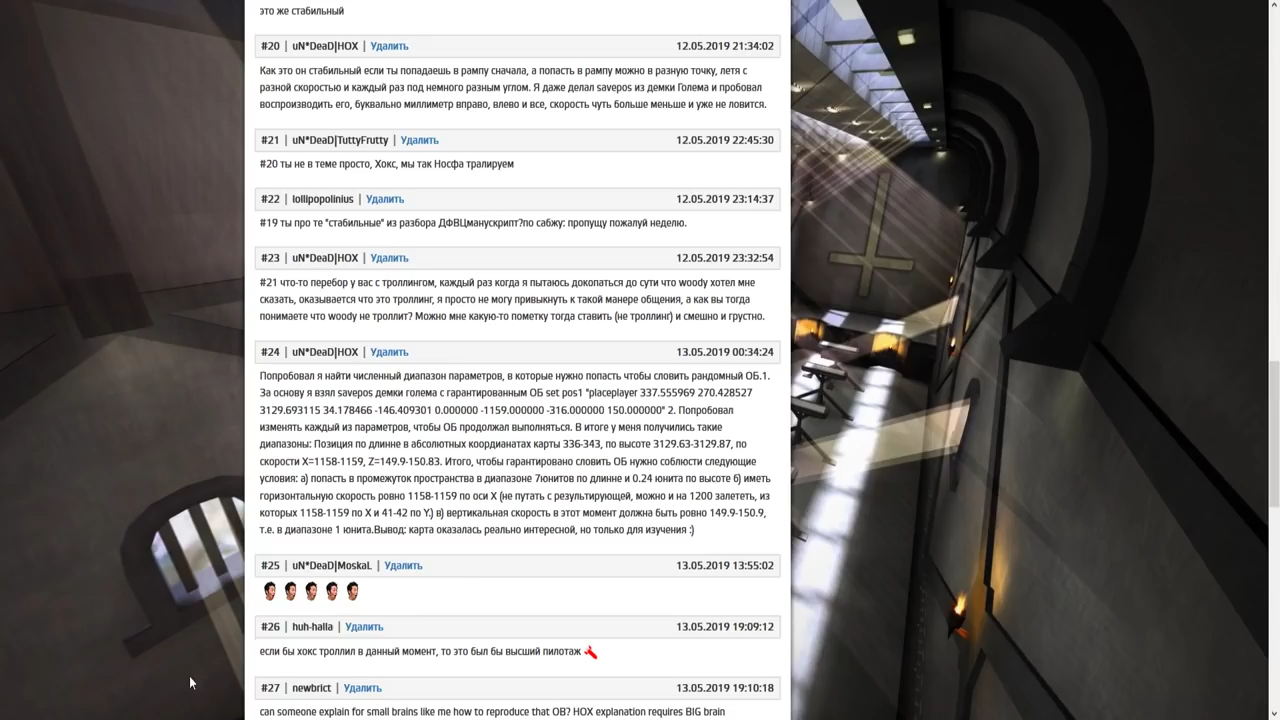 это же стабильный
#20 | uN*DeaD|HOX | Удалить 12.05.2019 21:34:02
Как это он стабильный если ты попадаешь в рампу сначала, а попасть в рампу можно в разную точку, летя с
разной скоростью и каждый раз под немного разным углом. Я даже делал savepos из демки Голема и пробовал
воспроизводить его, буквально миллиметр вправо, влево и все, скорость чуть больше меньше и уже не ловится.
#21 | uN*DeaD|TuttyFrutty | Удалить 12.05.2019 22:45:30
#20 ты не в теме просто, Хокс, мы так Носфа тралируем
#22 | lollipopolinius | Удалить 12.05.2019 23:14:37
#19 ты про те "стабильные" из разбора ДФВЦманускрипт?по сабжу: пропущу пожалуй неделю.
#23 | uN*DeaD|HOX | Удалить 12.05.2019 23:32:54
#21 что-то перебор у вас с троллингом, каждый раз когда я пытаюсь докопаться до сути что woody хотел мне
сказать, оказывается что это троллинг, я просто не могу привыкнуть к такой манере общения, а как вы тогда
понимаете что woody не троллит? Можно мне какую-то пометку тогда ставить (не троллинг) и смешно и грустно.
#24 | uN*DeaD|HOX | Удалить 13.05.2019 00:34:24
Попробовал я найти численный диапазон параметров, в которые нужно попасть чтобы словить рандомный ОБ.1.
За основу я взял savepos демки голема с гарантированным ОБ set pos1 "placeplayer 337.555969 270.428527
3129.693115 34.178466 -146.409301 0.000000 -1159.000000 -316.000000 150.000000" 2. Попробовал
изменять каждый из параметров, чтобы ОБ продолжал выполняться. В итоге у меня получились такие
диапазоны: Позиция по длинне в абсолютных коордианатах карты 336-343, по высоте 3129.63-3129.87, по
скорости X=1158-1159, Z=149.9-150.83. Итого, чтобы гарантировано словить ОБ нужно соблюсти следующие
условия: а) попасть в промежуток пространства в диапазоне 7юнитов по длинне и 0.24 юнита по высоте б) иметь
горизонтальную скорость ровно 1158-1159 по оси X (не путать с результирующей, можно и на 1200 залететь, из
которых 1158-1159 по X и 41-42 по Y.) в) вертикальная скорость в этот момент должна быть ровно 149.9-150.9,
т.е. в диапазоне 1 юнита.Вывод: карта оказалась реально интересной, но только для изучения :)
#25 | uN*DeaD|MoskaL | Удалить 13.05.2019 13:55:02
#26 | huh-halla | Удалить 13.05.2019 19:09:12
если бы хокс троллил в данный момент, то это был бы высший пилотаж
#27 | newbrict | Удалить 13.05.2019 19:10:18
can someone explain for small brains like me how to reproduce that OB? HOX explanation requires BIG brain